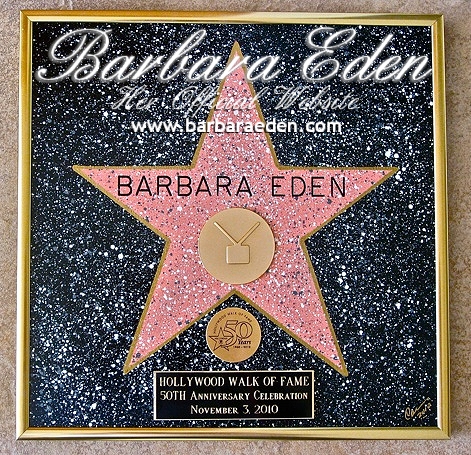 Barbara Eden
Her Official Website
www.barbaraeden.com
BARBARA EDEN
50
Years
HOLLYWOOD WALK OF FAME
50TH ANNIVERSARY CELEBRATION
NOVEMBER 3, 2010